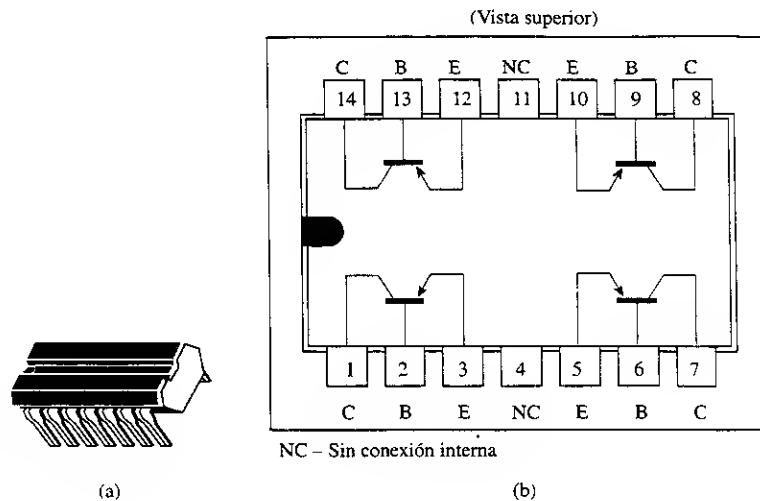 (Vista superior)
C B E NC E B C
14 13 12 11 10 9 8
1 2 3 4 5 6 7
C B E NC E B C
NC – Sin conexión interna
(a) (b)